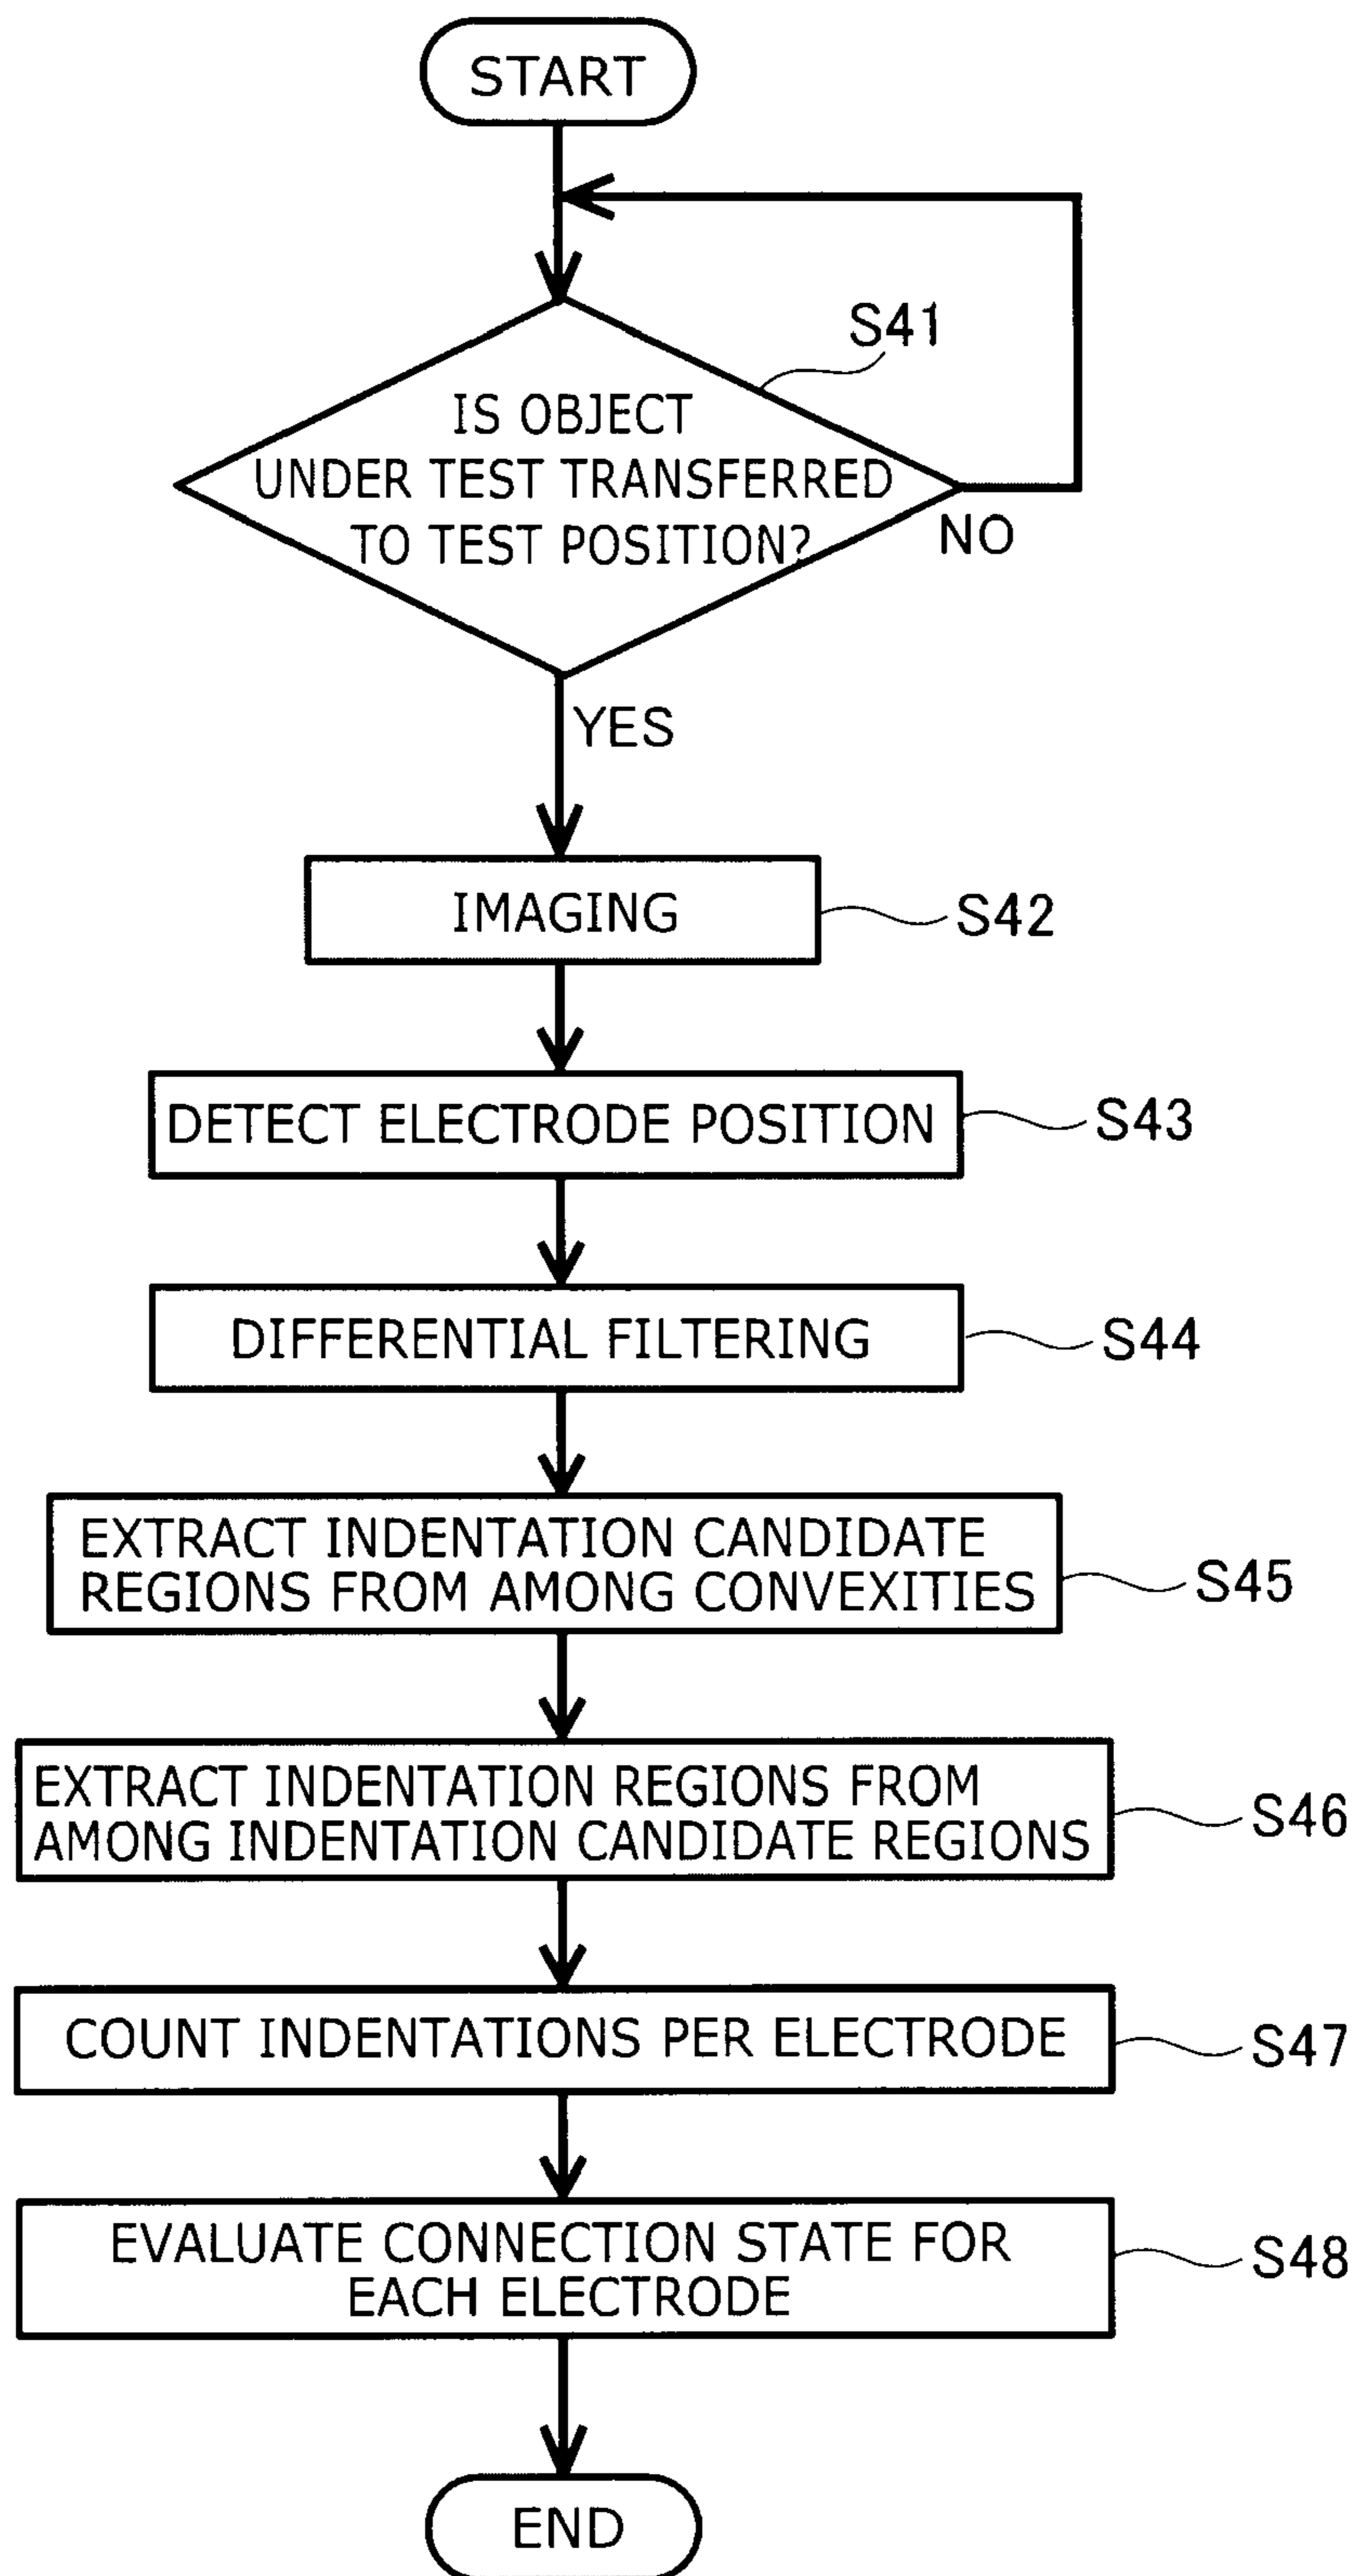 START
S41
IS OBJECT
UNDER TEST TRANSFERRED
TO TEST POSITION?
NO
YES
IMAGING
S42
DETECT ELECTRODE POSITION
S43
DIFFERENTIAL FILTERING
S44
EXTRACT INDENTATION CANDIDATE
REGIONS FROM AMONG CONVEXITIES
S45
EXTRACT INDENTATION REGIONS FROM
AMONG INDENTATION CANDIDATE REGIONS
S46
COUNT INDENTATIONS PER ELECTRODE
S47
EVALUATE CONNECTION STATE FOR
EACH ELECTRODE
S48
END